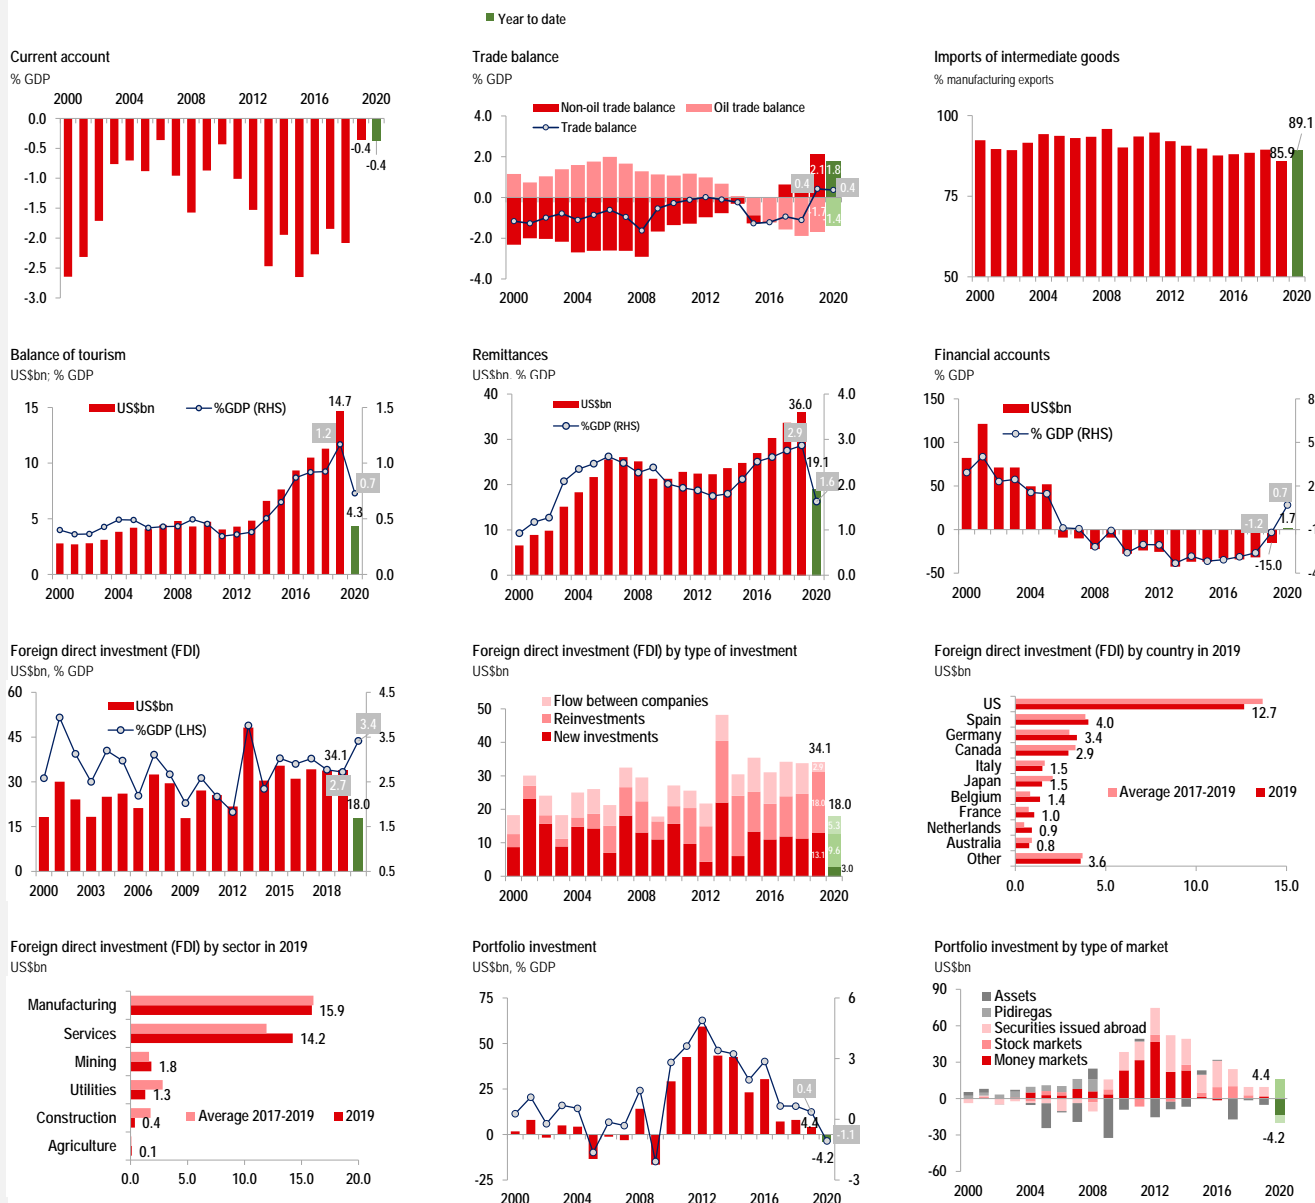 Year to date
Current account
% GDP
2000 2004 2008 2012 2016 2020
0.0
-0.5
-1.0
-1.5
-2.0
-2.5
-3.0
-0.4
-0.4
Trade balance
% GDP
Non-oil trade balance Oil trade balance
Trade balance
4.0
2.0
0.0
-2.0
-4.0
2.1 1.8
0.4 0.4
-1.7
-1.4
2000 2004 2008 2012 2016 2020
Imports of intermediate goods
% manufacturing exports
100
75
50
85.9
89.1
2000 2004 2008 2012 2016 2020
Balance of tourism
US$bn; % GDP
US$bn %GDP (RHS)
15
10
5
0
1.5
1.0
0.5
0.0
14.7
1.2
0.7
4.3
2000 2004 2008 2012 2016 2020
Remittances
US$bn, % GDP
US$bn
%GDP (RHS)
40
30
20
10
0
4.0
3.0
2.0
1.0
0.0
36.0
2.9
19.1
1.6
2000 2004 2008 2012 2016 2020
Financial accounts
% GDP
US$bn
% GDP (RHS)
150
100
50
0
-50
8
5
2
-1
-4
0.7
-1.2
1.7
-15.0
2000 2004 2008 2012 2016 2020
Foreign direct investment (FDI)
US$bn, % GDP
US$bn
%GDP (LHS)
60
45
30
15
0
4.5
3.5
2.5
1.5
0.5
3.4
34.1
2.7
18.0
2000 2003 2006 2009 2012 2015 2018
Foreign direct investment (FDI) by type of investment
US$bn
Flow between companies
Reinvestments
New investments
50
40
30
20
10
0
34.1
2.9
18.0
13.1
18.0
5.3
9.6
3.0
2000 2004 2008 2012 2016 2020
Foreign direct investment (FDI) by country in 2019
US$bn
US 12.7
Spain 4.0
Germany 3.4
Canada 2.9
Italy 1.5
Japan 1.5
Belgium 1.4
France 1.0
Netherlands 0.9
Australia 0.8
Other 3.6
Average 2017-2019 2019
0.0 5.0 10.0 15.0
Foreign direct investment (FDI) by sector in 2019
US$bn
Manufacturing 15.9
Services 14.2
Mining 1.8
Utilities 1.3
Construction 0.4
Agriculture 0.1
Average 2017-2019 2019
0.0 5.0 10.0 15.0 20.0
Portfolio investment
US$bn, % GDP
75
50
25
0
-25
6
3
0
-3
0.4
4.4
-1.1
-4.2
2000 2004 2008 2012 2016 2020
Portfolio investment by type of market
US$bn
Assets
Pidiregas
Securities issued abroad
Stock markets
Money markets
90
60
30
0
-30
-60
4.4
-4.2
2000 2004 2008 2012 2016 2020